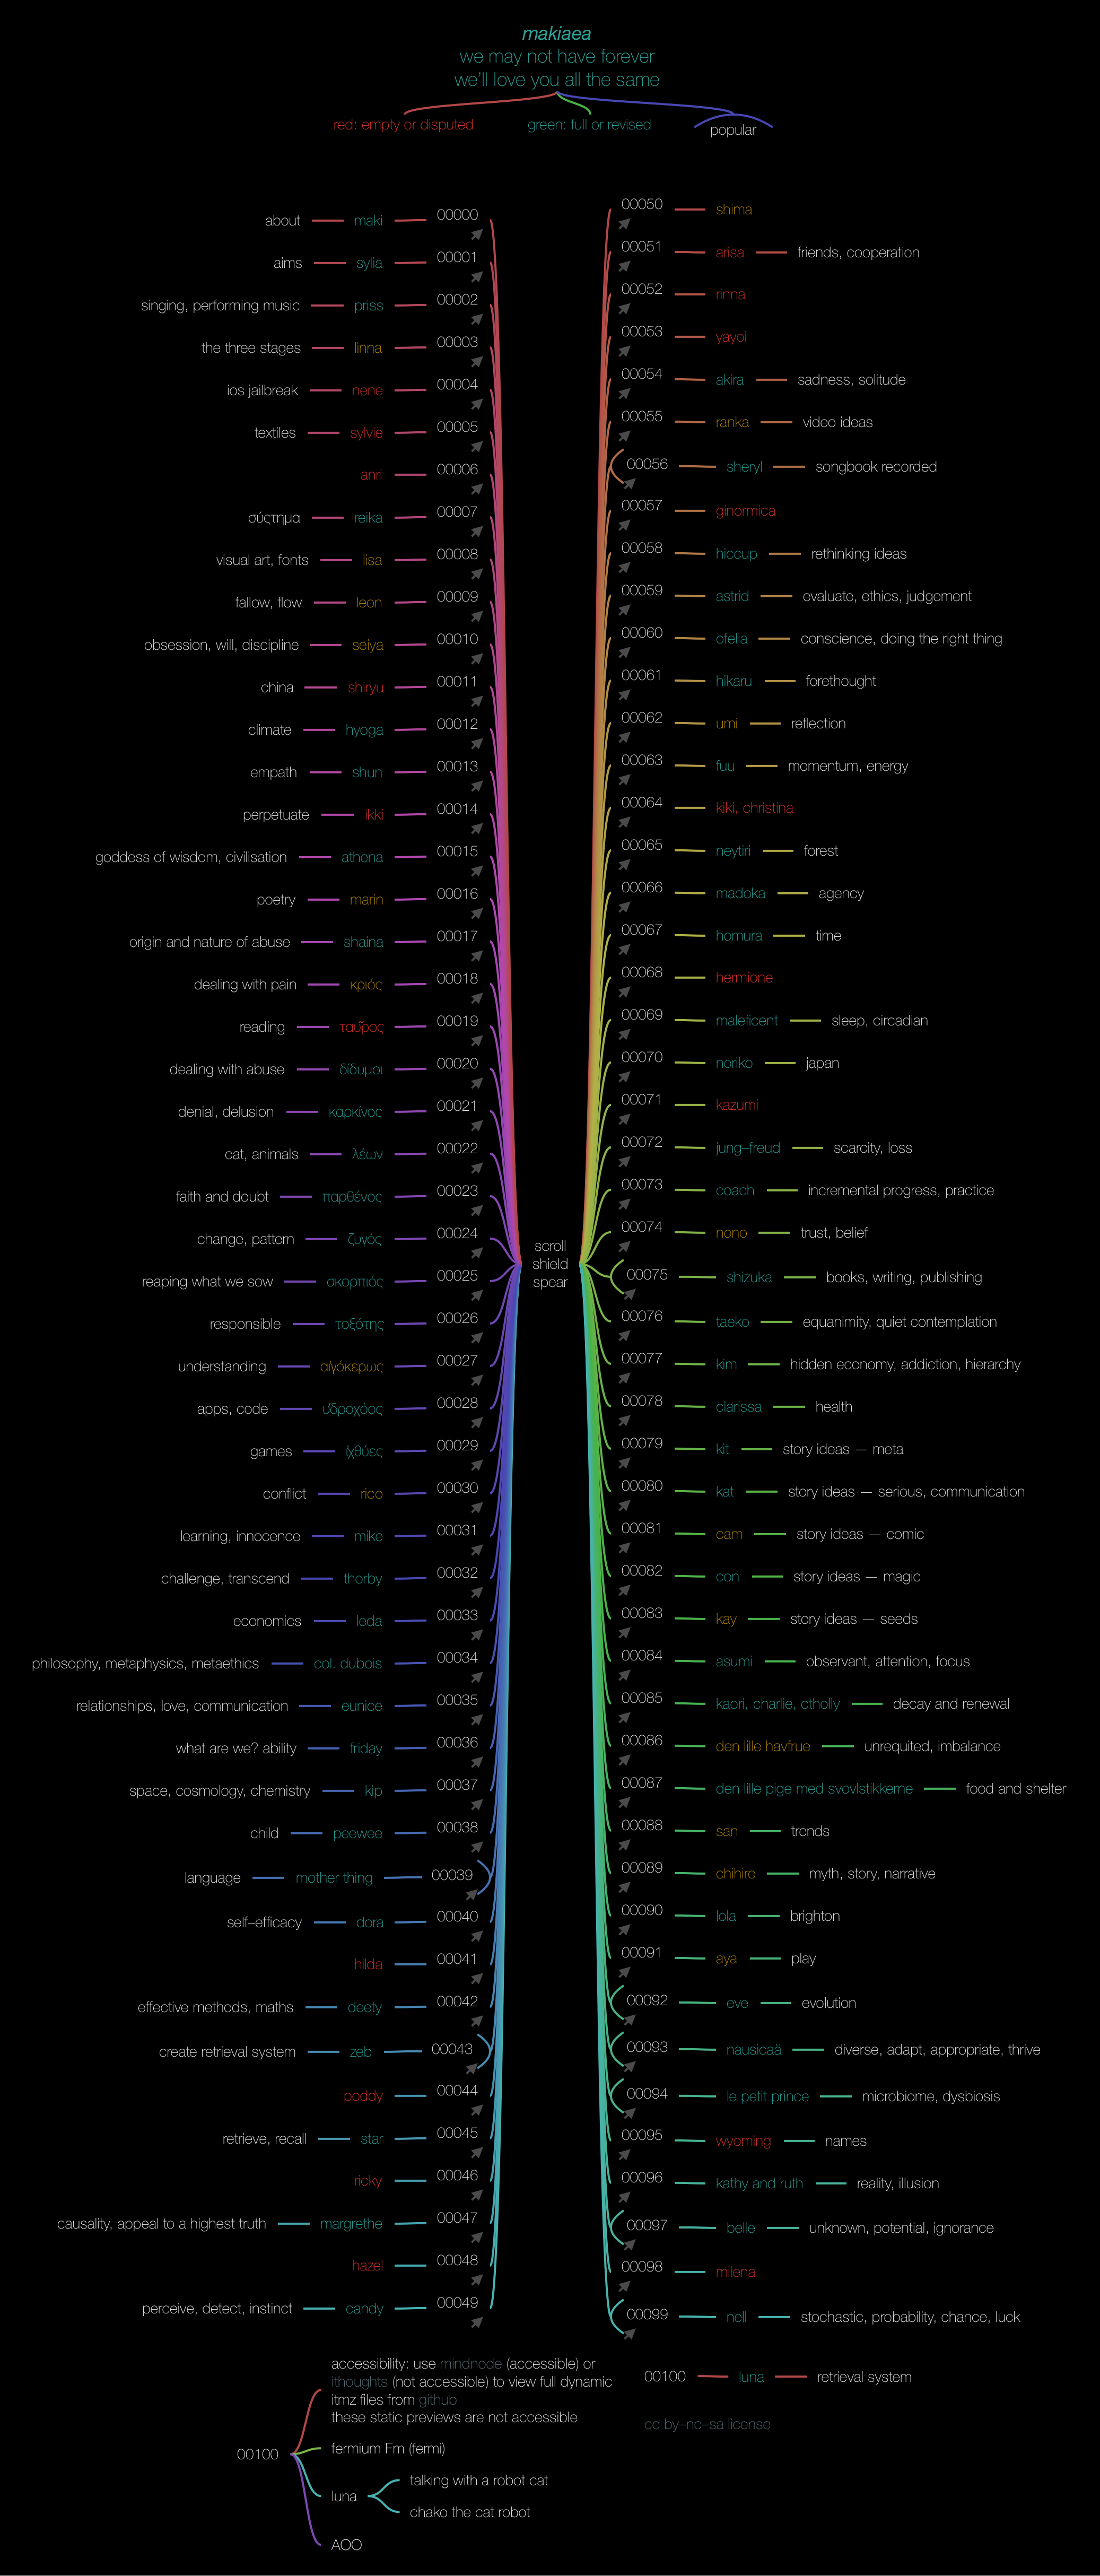 makiaea
we may not have forever
we'll love you all the same
red: empty or disputed
green: full or revised
popular
about maki 00000
aims sylia 00001
singing, performing music priss 00002
the three stages linna 00003
ios jailbreak nene 00004
textiles sylvie 00005
anri 00006
σύςτημα reika 00007
visual art, fonts lisa 00008
fallow, flow leon 00009
obsession, will, discipline seiya 00010
china shiryu 00011
climate hyoga 00012
empath shun 00013
perpetuate ikki 00014
goddess of wisdom, civilisation athena 00015
poetry marin 00016
origin and nature of abuse shaina 00017
dealing with pain κριός 00018
reading ταῦρος 00019
dealing with abuse δίδυμοι 00020
denial, delusion καρκίνος 00021
cat, animals λέων 00022
faith and doubt παρθένος 00023
change, pattern ζυγός 00024
reaping what we sow σκορπιός 00025
responsible τοξότης 00026
understanding αἰγόκερως 00027
apps, code ὑδροχόος 00028
games ἰχθύες 00029
conflict rico 00030
learning, innocence mike 00031
challenge, transcend thorby 00032
economics leda 00033
philosophy, metaphysics, metaethics col. dubois 00034
relationships, love, communication eunice 00035
what are we? ability friday 00036
space, cosmology, chemistry kip 00037
child peewee 00038
language mother thing 00039
self–efficacy dora 00040
hilda 00041
effective methods, maths deety 00042
create retrieval system zeb 00043
poddy 00044
retrieve, recall star 00045
ricky 00046
causality, appeal to a highest truth margrethe 00047
hazel 00048
perceive, detect, instinct candy 00049
scroll
shield
spear
00050 shima
00051 arisa friends, cooperation
00052 rinna
00053 yayoi
00054 akira sadness, solitude
00055 ranka video ideas
00056 sheryl songbook recorded
00057 ginormica
00058 hiccup rethinking ideas
00059 astrid evaluate, ethics, judgement
00060 ofelia conscience, doing the right thing
00061 hikaru forethought
00062 umi reflection
00063 fuu momentum, energy
00064 kiki, christina
00065 neytiri forest
00066 madoka agency
00067 homura time
00068 hermione
00069 maleficent sleep, circadian
00070 noriko japan
00071 kazumi
00072 jung–freud scarcity, loss
00073 coach incremental progress, practice
00074 nono trust, belief
00075 shizuka books, writing, publishing
00076 taeko equanimity, quiet contemplation
00077 kim hidden economy, addiction, hierarchy
00078 clarissa health
00079 kit story ideas — meta
00080 kat story ideas — serious, communication
00081 cam story ideas — comic
00082 con story ideas — magic
00083 kay story ideas — seeds
00084 asumi observant, attention, focus
00085 kaori, charlie, ctholly decay and renewal
00086 den lille havfrue unrequited, imbalance
00087 den lille pige med svovlstikkerne food and shelter
00088 san trends
00089 chihiro myth, story, narrative
00090 lola brighton
00091 aya play
00092 eve evolution
00093 nausicaä diverse, adapt, appropriate, thrive
00094 le petit prince microbiome, dysbiosis
00095 wyoming names
00096 kathy and ruth reality, illusion
00097 belle unknown, potential, ignorance
00098 milena
00099 nell stochastic, probability, chance, luck
00100 luna retrieval system
cc by–nc–sa license
00100
accessibility: use mindnode (accessible) or
ithoughts (not accessible) to view full dynamic
itmz files from github
these static previews are not accessible
fermium Fm (fermi)
luna
talking with a robot cat
chako the cat robot
AOO